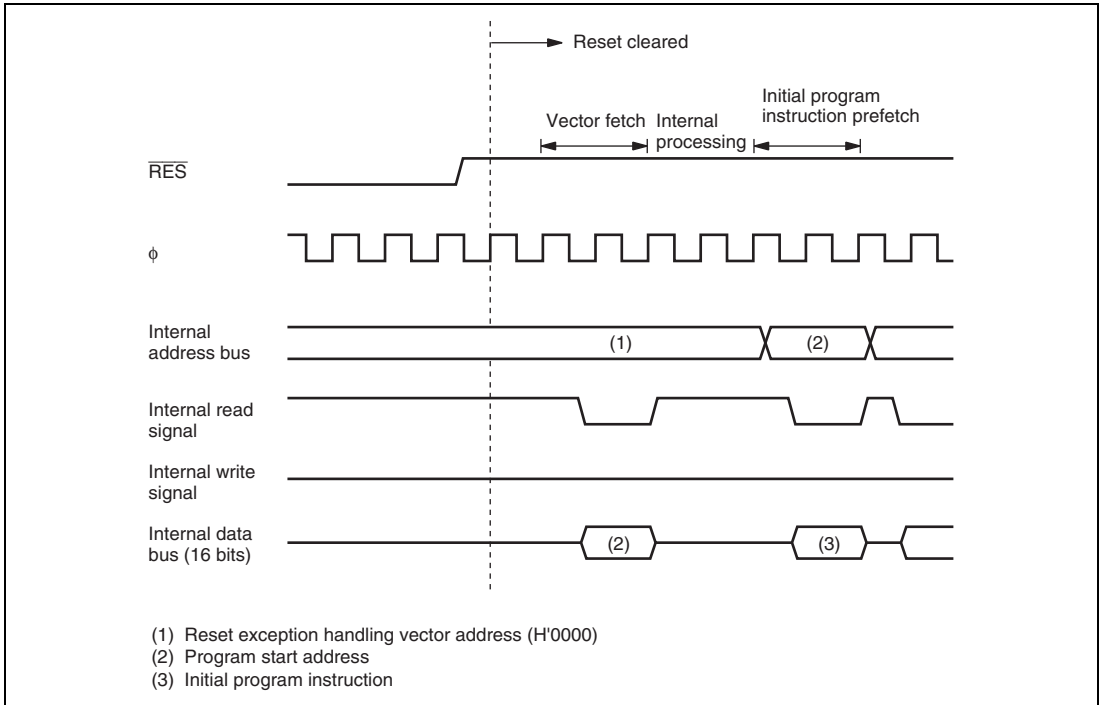 Reset cleared
Initial program
instruction prefetch
Vector fetch
Internal
processing
R̅E̅S̅
ϕ
Internal
address bus
(1)
(2)
Internal read
signal
Internal write
signal
Internal data
bus (16 bits)
(2)
(3)
(1) Reset exception handling vector address (H'0000)
(2) Program start address
(3) Initial program instruction